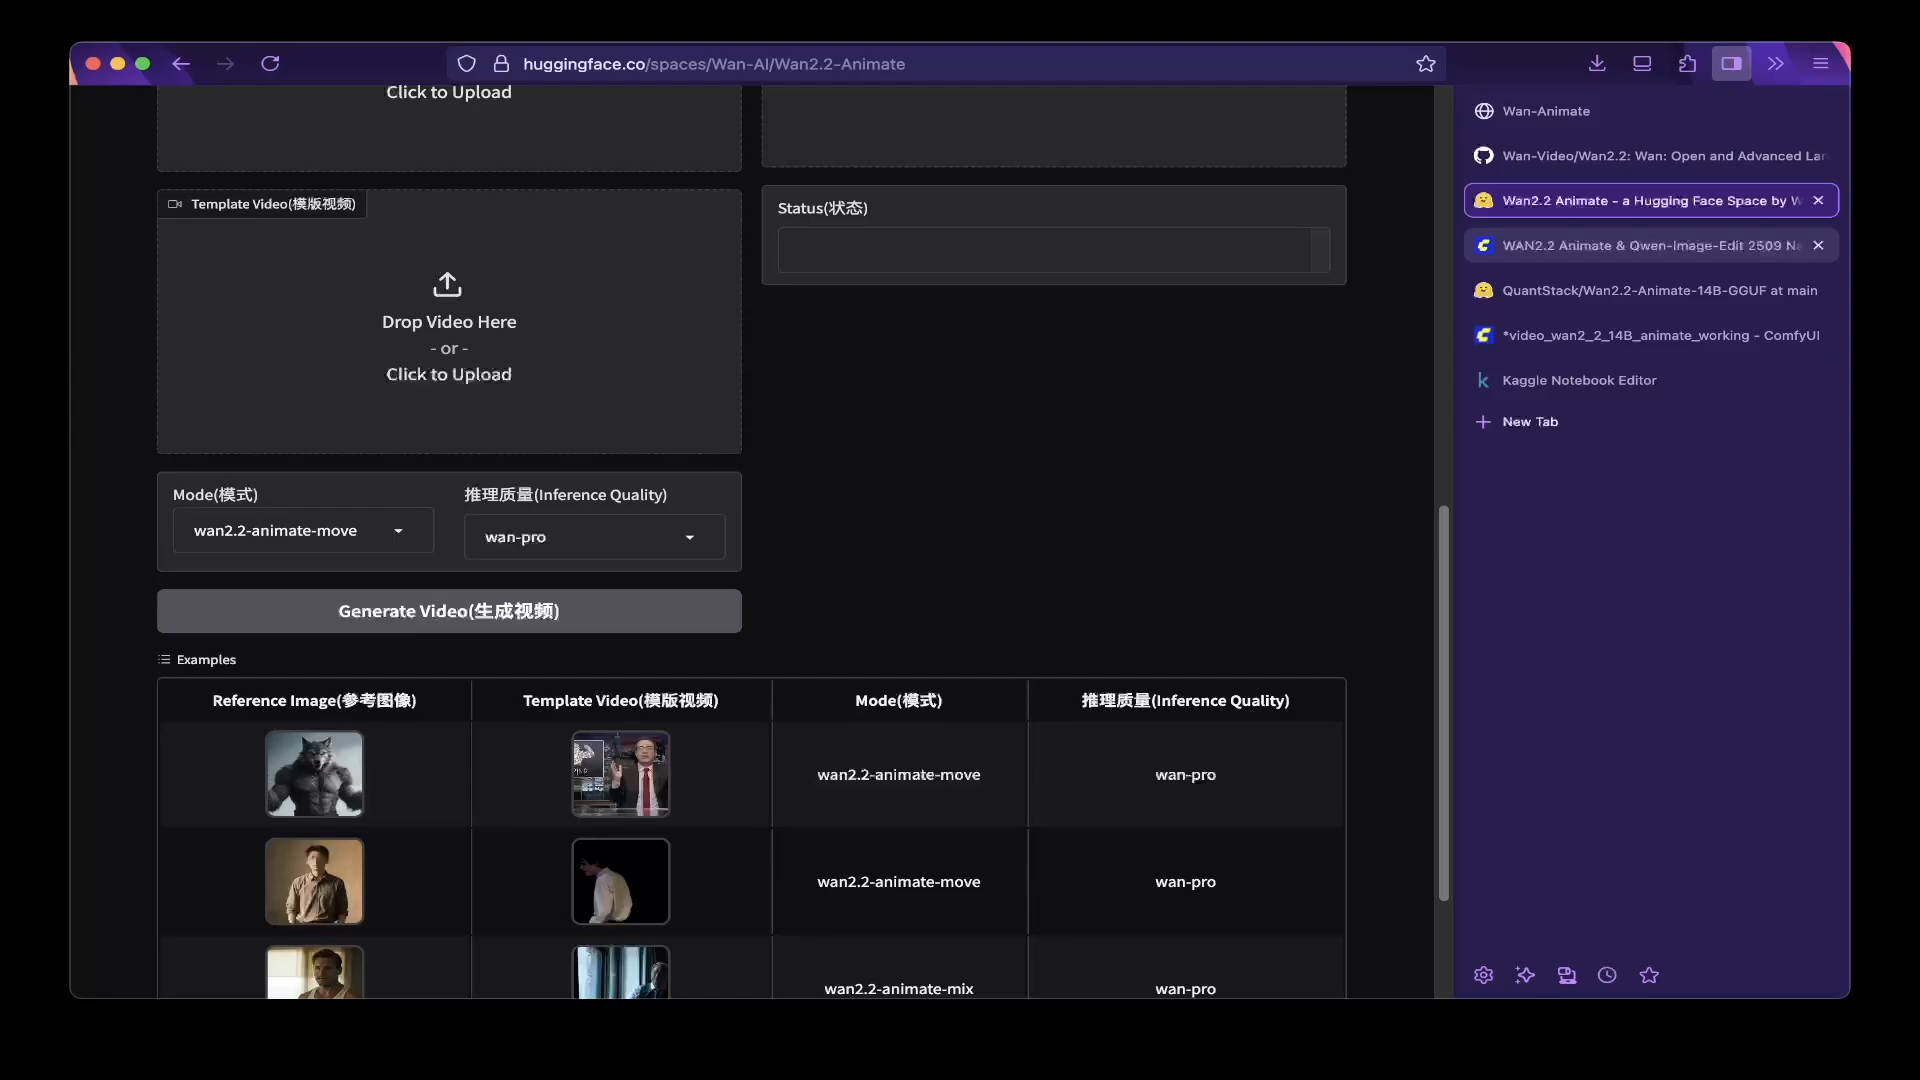 huggingface.co/spaces/Wan-AI/Wan2.2-Animate
Click to Upload
Template Video(模版视频)
Drop Video Here
- or -
Click to Upload
Status(状态)
Mode(模式)
wan2.2-animate-move
推理质量(Inference Quality)
wan-pro
Generate Video(生成视频)
Examples
Reference Image(参考图像)
Template Video(模版视频)
Mode(模式)
推理质量(Inference Quality)
wan2.2-animate-move
wan-pro
wan2.2-animate-move
wan-pro
wan2.2-animate-mix
wan-pro
Wan-Animate
Wan-Video/Wan2.2: Wan: Open and Advanced Lar
Wan2.2 Animate - a Hugging Face Space by W
WAN2.2 Animate & Qwen-Image-Edit 2509 Na
QuantStack/Wan2.2-Animate-14B-GGUF at main
*video_wan2_2_14B_animate_working - ComfyUI
Kaggle Notebook Editor
New Tab